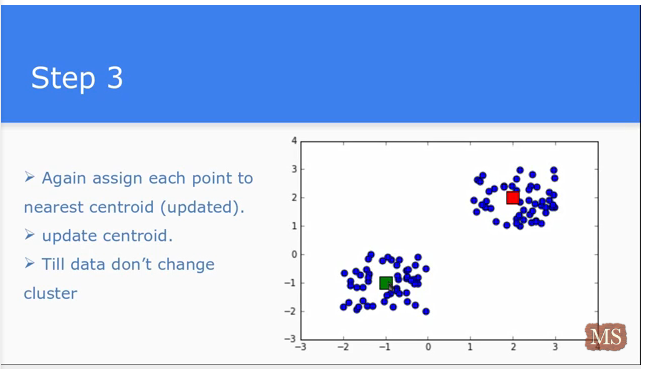 Step 3
➢ Again assign each point to
nearest centroid (updated).
➢ update centroid.
➢ Till data don’t change
cluster
4
3
2
1
0
−1
−2
−3
−3 −2 −1 0 1 2 3
MS